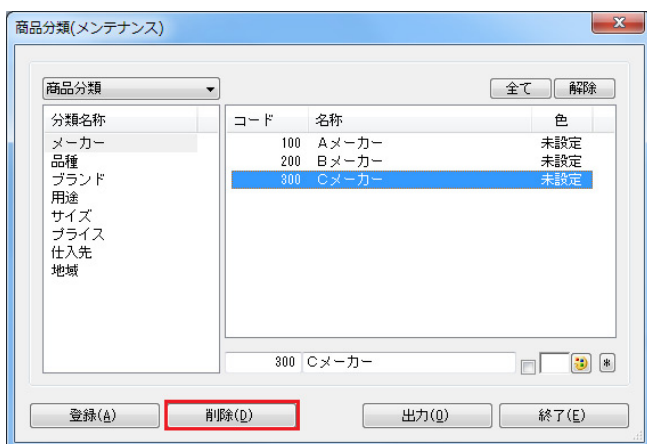 商品分類(メンテナンス)
商品分類
全て 解除
分類名称
メーカー
品種
ブランド
用途
サイズ
プライス
仕入先
地域
コード 名称 色
100 Aメーカー 未設定
200 Bメーカー 未設定
300 Cメーカー 未設定
300 Cメーカー *
登録(A) 削除(D) 出力(O) 終了(E)